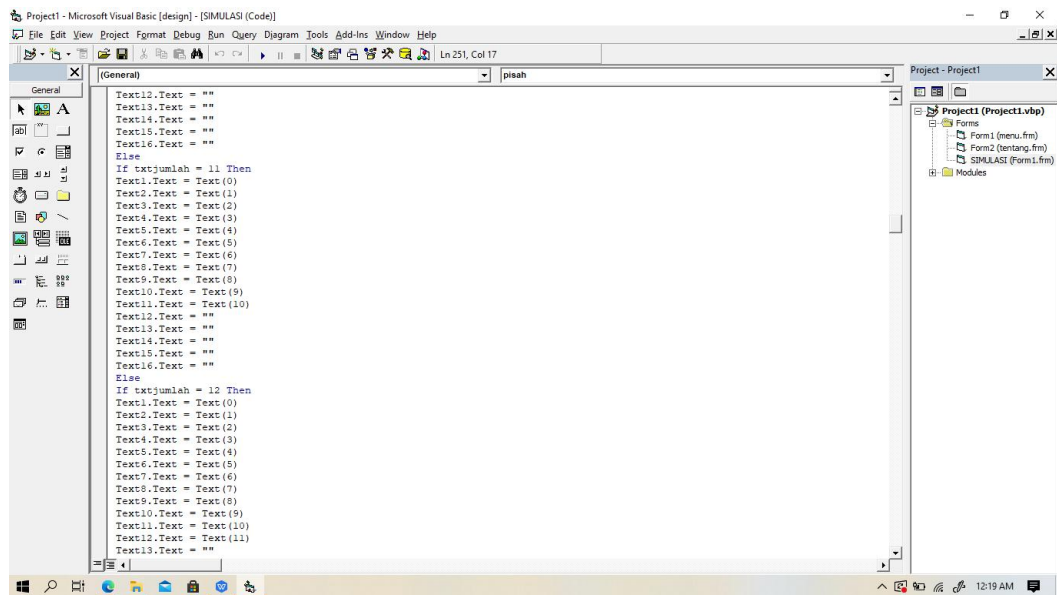 Project1 - Microsoft Visual Basic [design] - [SIMULASI (Code)]
File Edit View Project Format Debug Run Query Diagram Tools Add-Ins Window Help
Ln 251, Col 17
General
(General)
pisah
Text12.Text = ""
Text13.Text = ""
Text14.Text = ""
Text15.Text = ""
Text16.Text = ""
Else
If txtjumlah = 11 Then
Text1.Text = Text(0)
Text2.Text = Text(1)
Text3.Text = Text(2)
Text4.Text = Text(3)
Text5.Text = Text(4)
Text6.Text = Text(5)
Text7.Text = Text(6)
Text8.Text = Text(7)
Text9.Text = Text(8)
Text10.Text = Text(9)
Text11.Text = Text(10)
Text12.Text = ""
Text13.Text = ""
Text14.Text = ""
Text15.Text = ""
Text16.Text = ""
Else
If txtjumlah = 12 Then
Text1.Text = Text(0)
Text2.Text = Text(1)
Text3.Text = Text(2)
Text4.Text = Text(3)
Text5.Text = Text(4)
Text6.Text = Text(5)
Text7.Text = Text(6)
Text8.Text = Text(7)
Text9.Text = Text(8)
Text10.Text = Text(9)
Text11.Text = Text(10)
Text12.Text = Text(11)
Text13.Text = ""
Project - Project1
Project1 (Project1.vbp)
Forms
Form1 (menu.frm)
Form2 (tentang.frm)
SIMULASI (Form1.frm)
Modules
12:19 AM